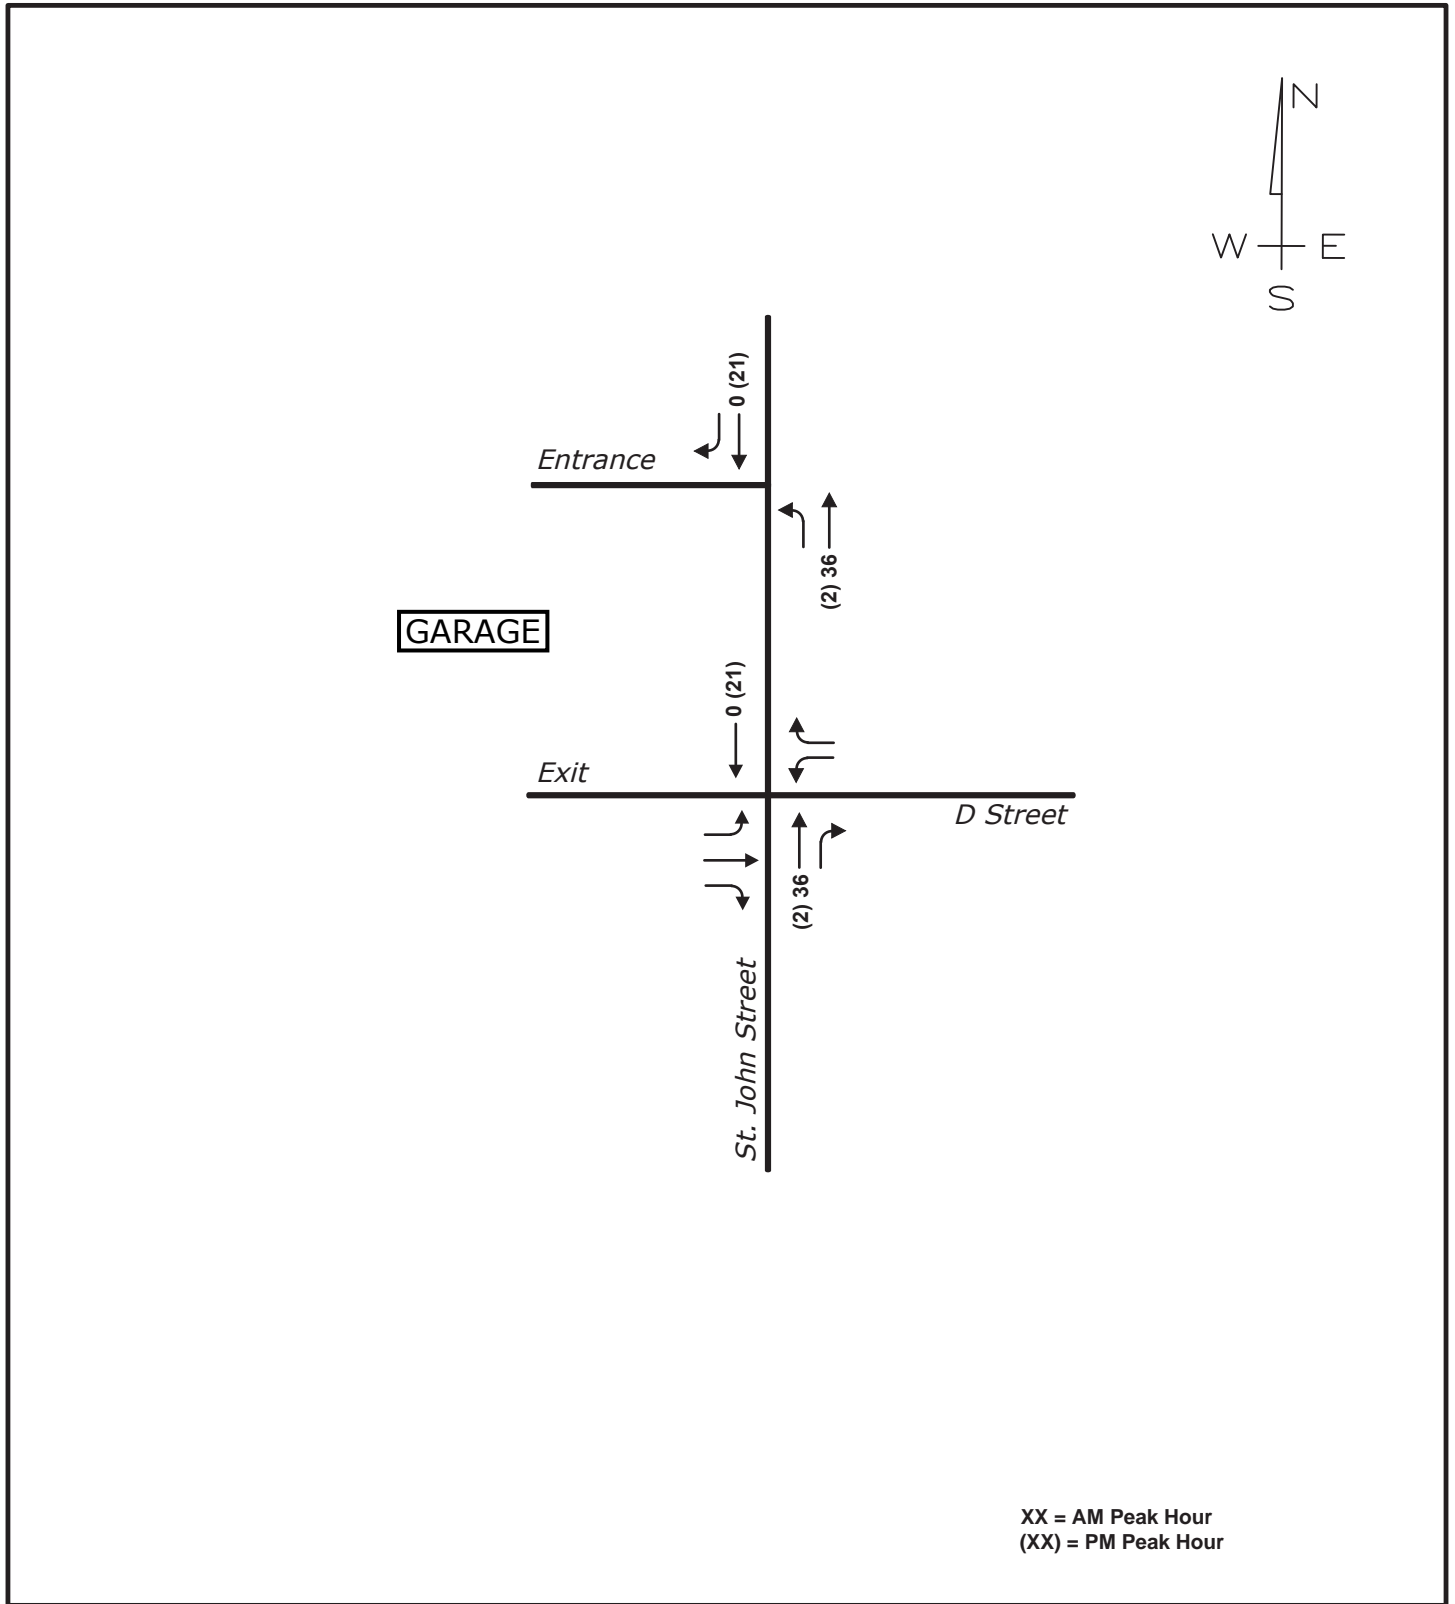 N
W E
S
0 (21)
Entrance
(2) 36
GARAGE
0 (21)
Exit
D Street
(2) 36
St. John Street
XX = AM Peak Hour
(XX) = PM Peak Hour